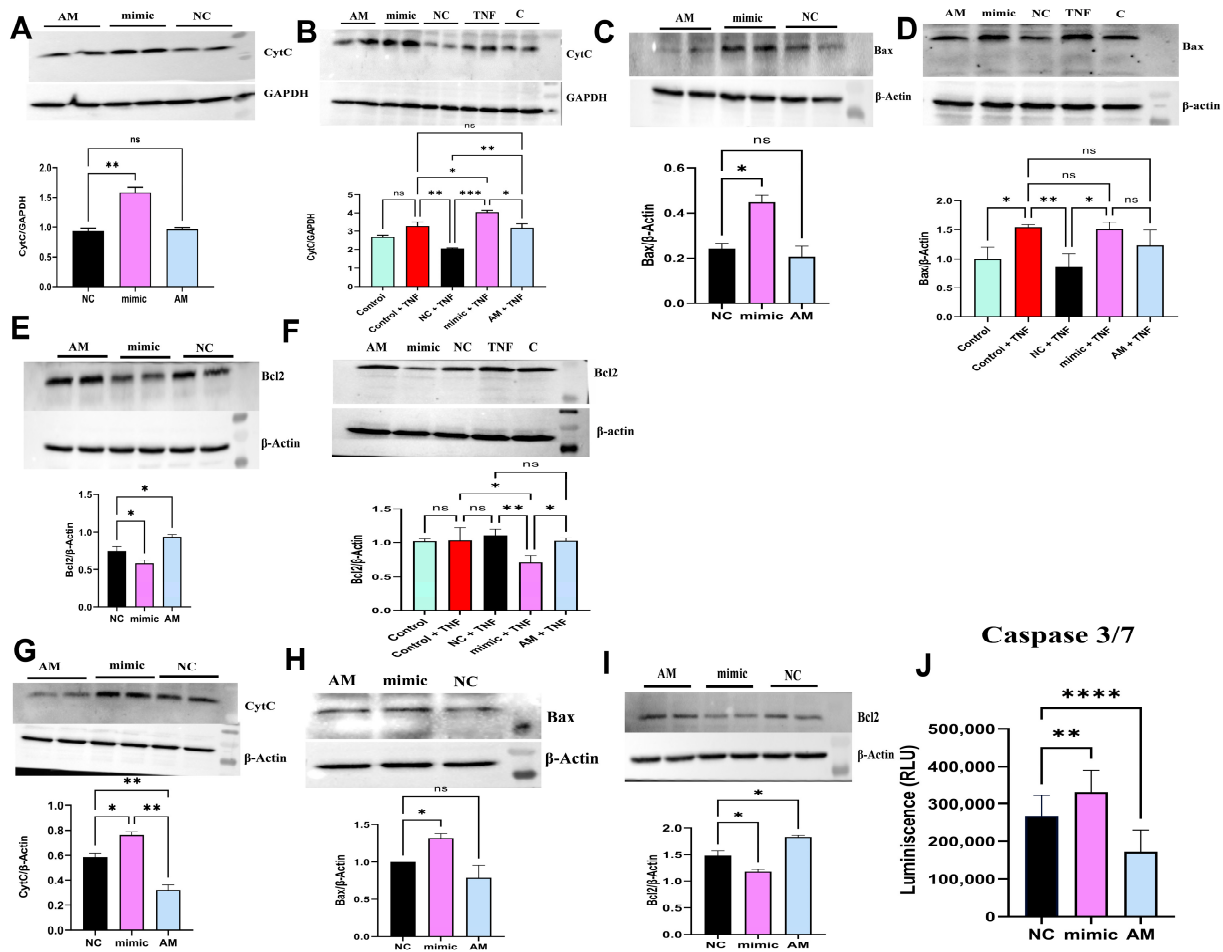 A
AM mimic NC
CytC
GAPDH
ns
**
CytC/GAPDH
2.0
1.5
1.0
0.5
0.0
NC mimic AM
B
AM mimic NC TNF C
CytC
GAPDH
ns
**
*
ns ** *** *
CytC/GAPDH
5
4
3
2
1
0
Control Control + TNF NC + TNF mimic + TNF AM + TNF
C
AM mimic NC
Bax
β-Actin
ns
*
Bax/β-Actin
0.6
0.4
0.2
0.0
NC mimic AM
D
AM mimic NC TNF C
Bax
β-actin
ns
ns
* ** * ns
Bax/β-Actin
2.0
1.5
1.0
0.5
0.0
Control Control + TNF NC + TNF mimic + TNF AM + TNF
E
AM mimic NC
Bcl2
β-Actin
*
*
Bcl2/β-Actin
1.5
1.0
0.5
0.0
NC mimic AM
F
AM mimic NC TNF C
Bcl2
β-actin
ns
*
ns ns ** *
Bcl2/β-Actin
1.5
1.0
0.5
0.0
Control Control + TNF NC + TNF mimic + TNF AM + TNF
G
AM mimic NC
CytC
β-Actin
**
* **
CytC/β-Actin
1.0
0.8
0.6
0.4
0.2
0.0
NC mimic AM
H
AM mimic NC
Bax
β-Actin
ns
*
Bax/β-Actin
1.5
1.0
0.5
0.0
NC mimic AM
I
AM mimic NC
Bcl2
β-Actin
*
*
Bcl2/β-Actin
2.0
1.5
1.0
0.5
0.0
NC mimic AM
Caspase 3/7
J
****
**
Luminiscence (RLU)
500,000
400,000
300,000
200,000
100,000
0
NC mimic AM